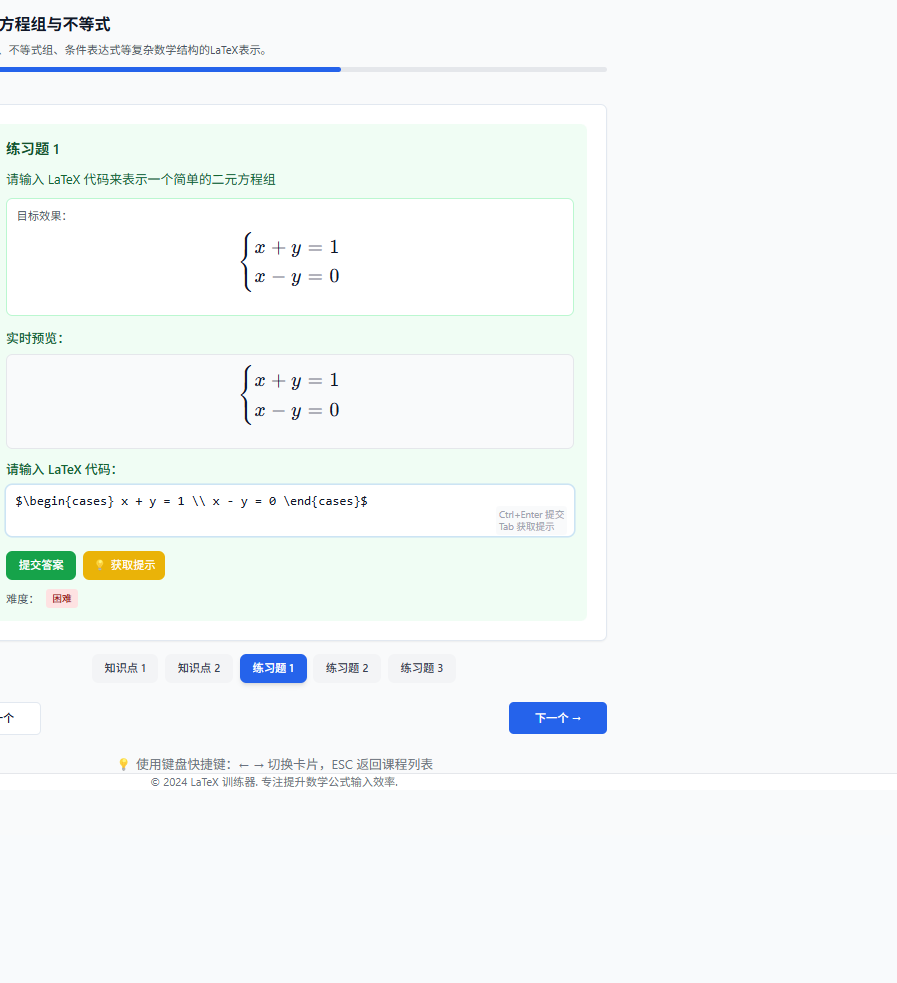 方程组与不等式
、不等式组、条件表达式等复杂数学结构的LaTeX表示。
练习题 1
请输入 LaTeX 代码来表示一个简单的二元方程组
目标效果：
x + y = 1
x − y = 0
实时预览：
x + y = 1
x − y = 0
请输入 LaTeX 代码：
$\begin{cases} x + y = 1 \\ x - y = 0 \end{cases}$
Ctrl+Enter 提交
Tab 获取提示
提交答案 💡 获取提示
难度： 困难
知识点 1 知识点 2 练习题 1 练习题 2 练习题 3
一个 下一个 →
💡 使用键盘快捷键：← → 切换卡片，ESC 返回课程列表
© 2024 LaTeX 训练器. 专注提升数学公式输入效率.